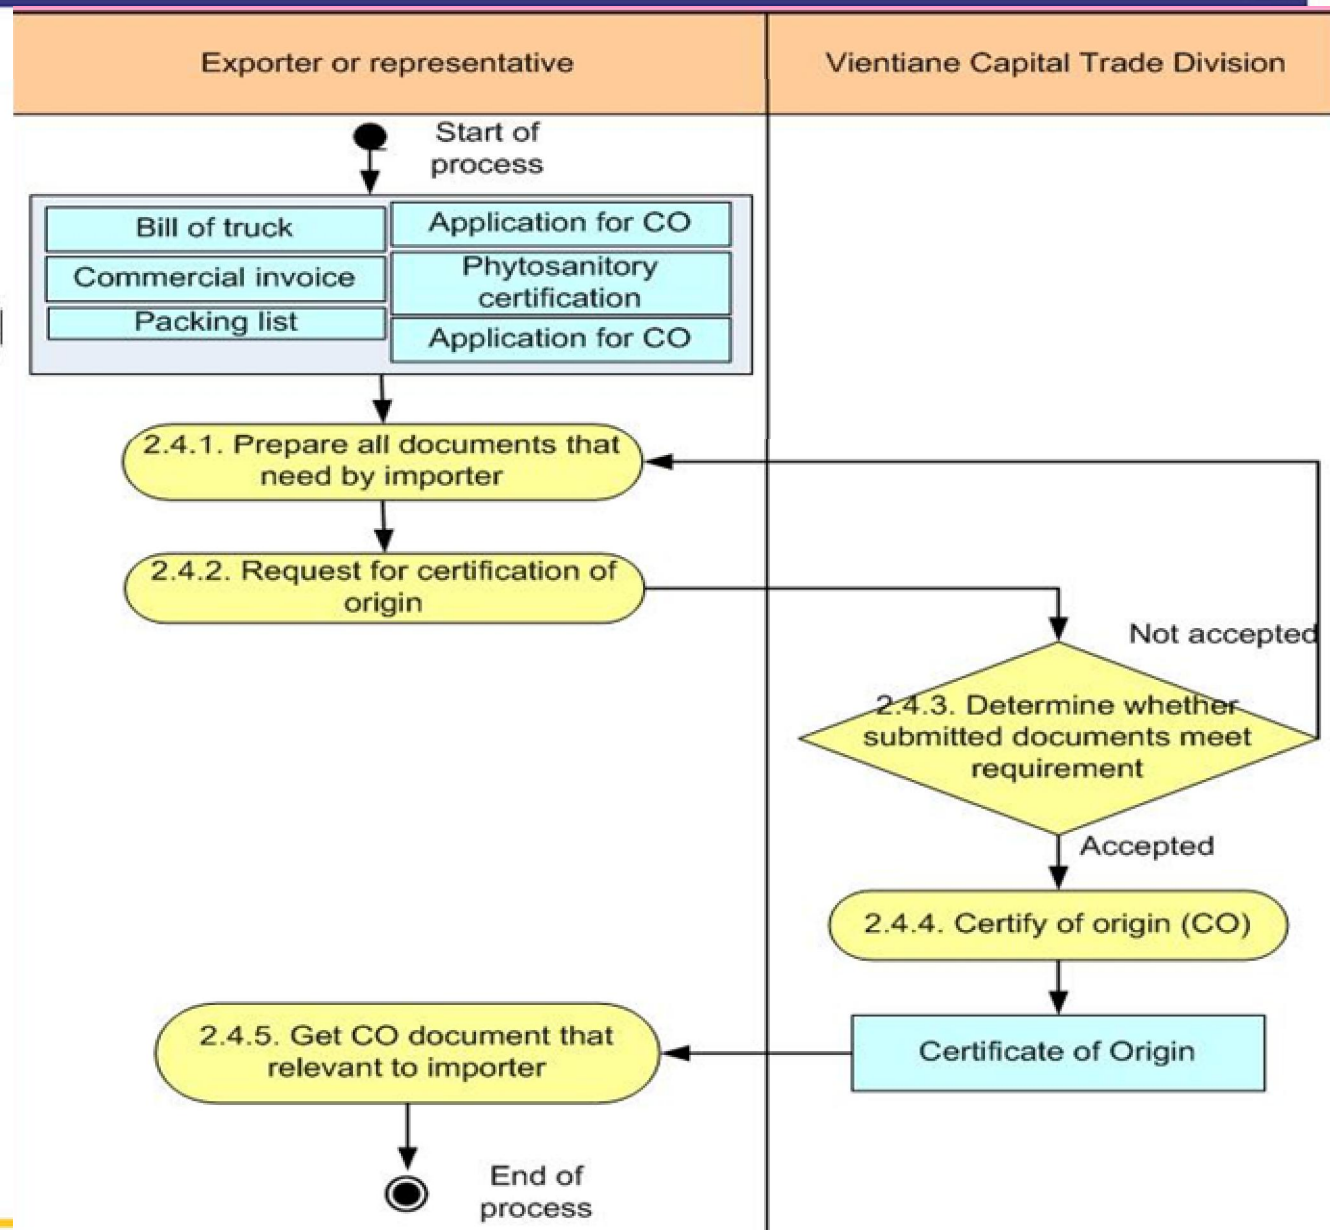 Exporter or representative
Vientiane Capital Trade Division
Start of
process
Bill of truck
Commercial invoice
Packing list
Application for CO
Phytosanitory
certification
Application for CO
2.4.1. Prepare all documents that
need by importer
2.4.2. Request for certification of
origin
Not accepted
2.4.3. Determine whether
submitted documents meet
requirement
Accepted
2.4.4. Certify of origin (CO)
Certificate of Origin
2.4.5. Get CO document that
relevant to importer
End of
process